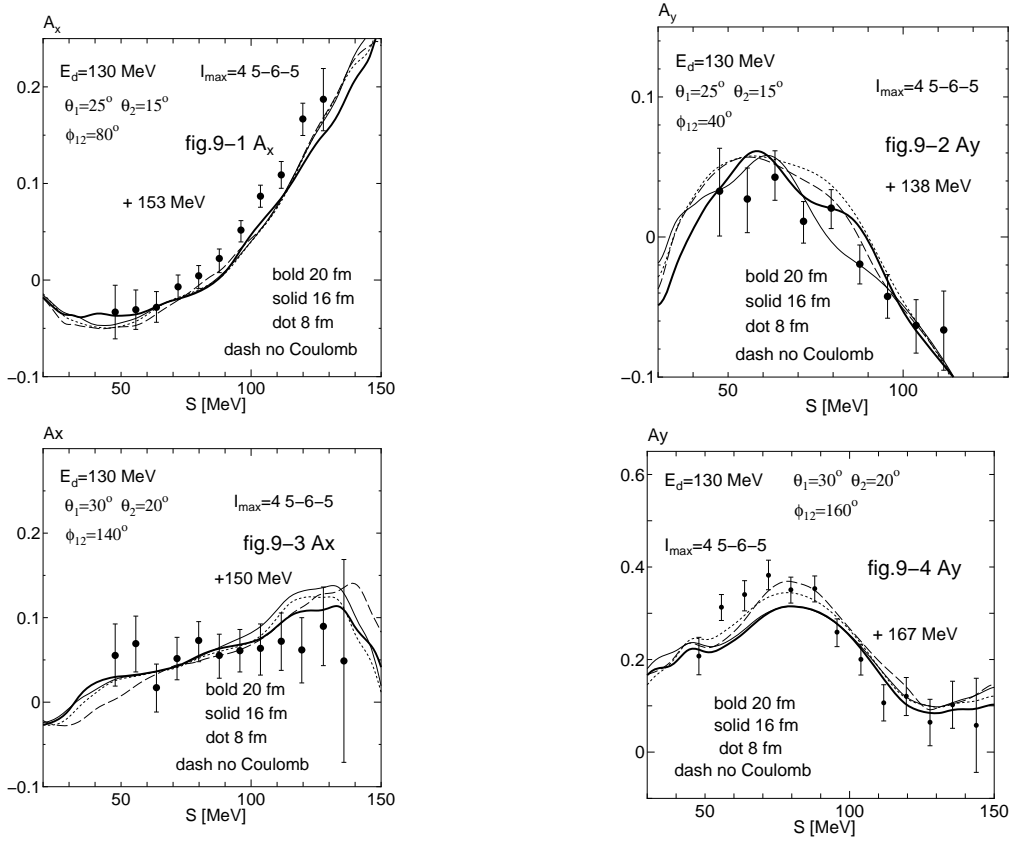 A_x
E_d=130 MeV
I_max=4 5−6−5
θ_1=25° θ_2=15°
ϕ_12=80°
fig.9−1 A_x
+ 153 MeV
bold 20 fm
solid 16 fm
dot 8 fm
dash no Coulomb
0.2
0.1
0
−0.1
50
100
150
S [MeV]
A_y
E_d=130 MeV
θ_1=25° θ_2=15°
I_max=4 5−6−5
ϕ_12=40°
fig.9−2 Ay
+ 138 MeV
bold 20 fm
solid 16 fm
dot 8 fm
dash no Coulomb
0.1
0
−0.1
50
100
S [MeV]
Ax
E_d=130 MeV
θ_1=30° θ_2=20°
I_max=4 5−6−5
ϕ_12=140°
fig.9−3 Ax
+150 MeV
bold 20 fm
solid 16 fm
dot 8 fm
dash no Coulomb
0.2
0.1
0
−0.1
50
100
150
S [MeV]
Ay
E_d=130 MeV
θ_1=30° θ_2=20°
ϕ_12=160°
I_max=4 5−6−5
fig.9−4 Ay
+ 167 MeV
bold 20 fm
solid 16 fm
dot 8 fm
dash no Coulomb
0.6
0.4
0.2
0
50
100
150
S [MeV]